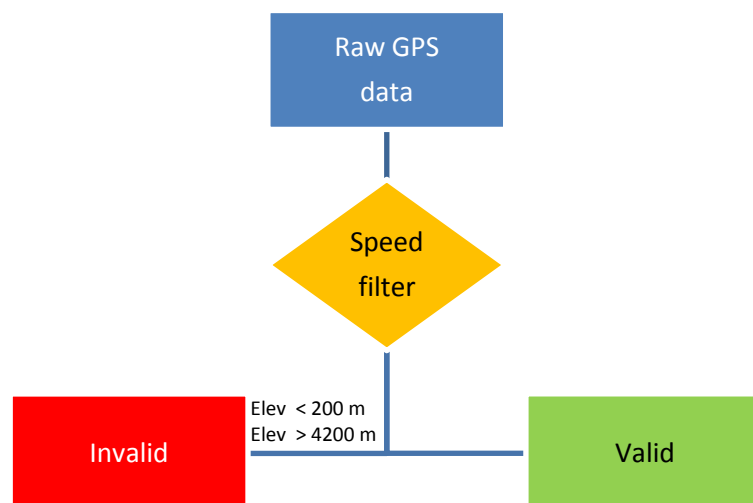 Raw GPS
data
Speed
filter
Elev < 200 m
Elev > 4200 m
Invalid
Valid